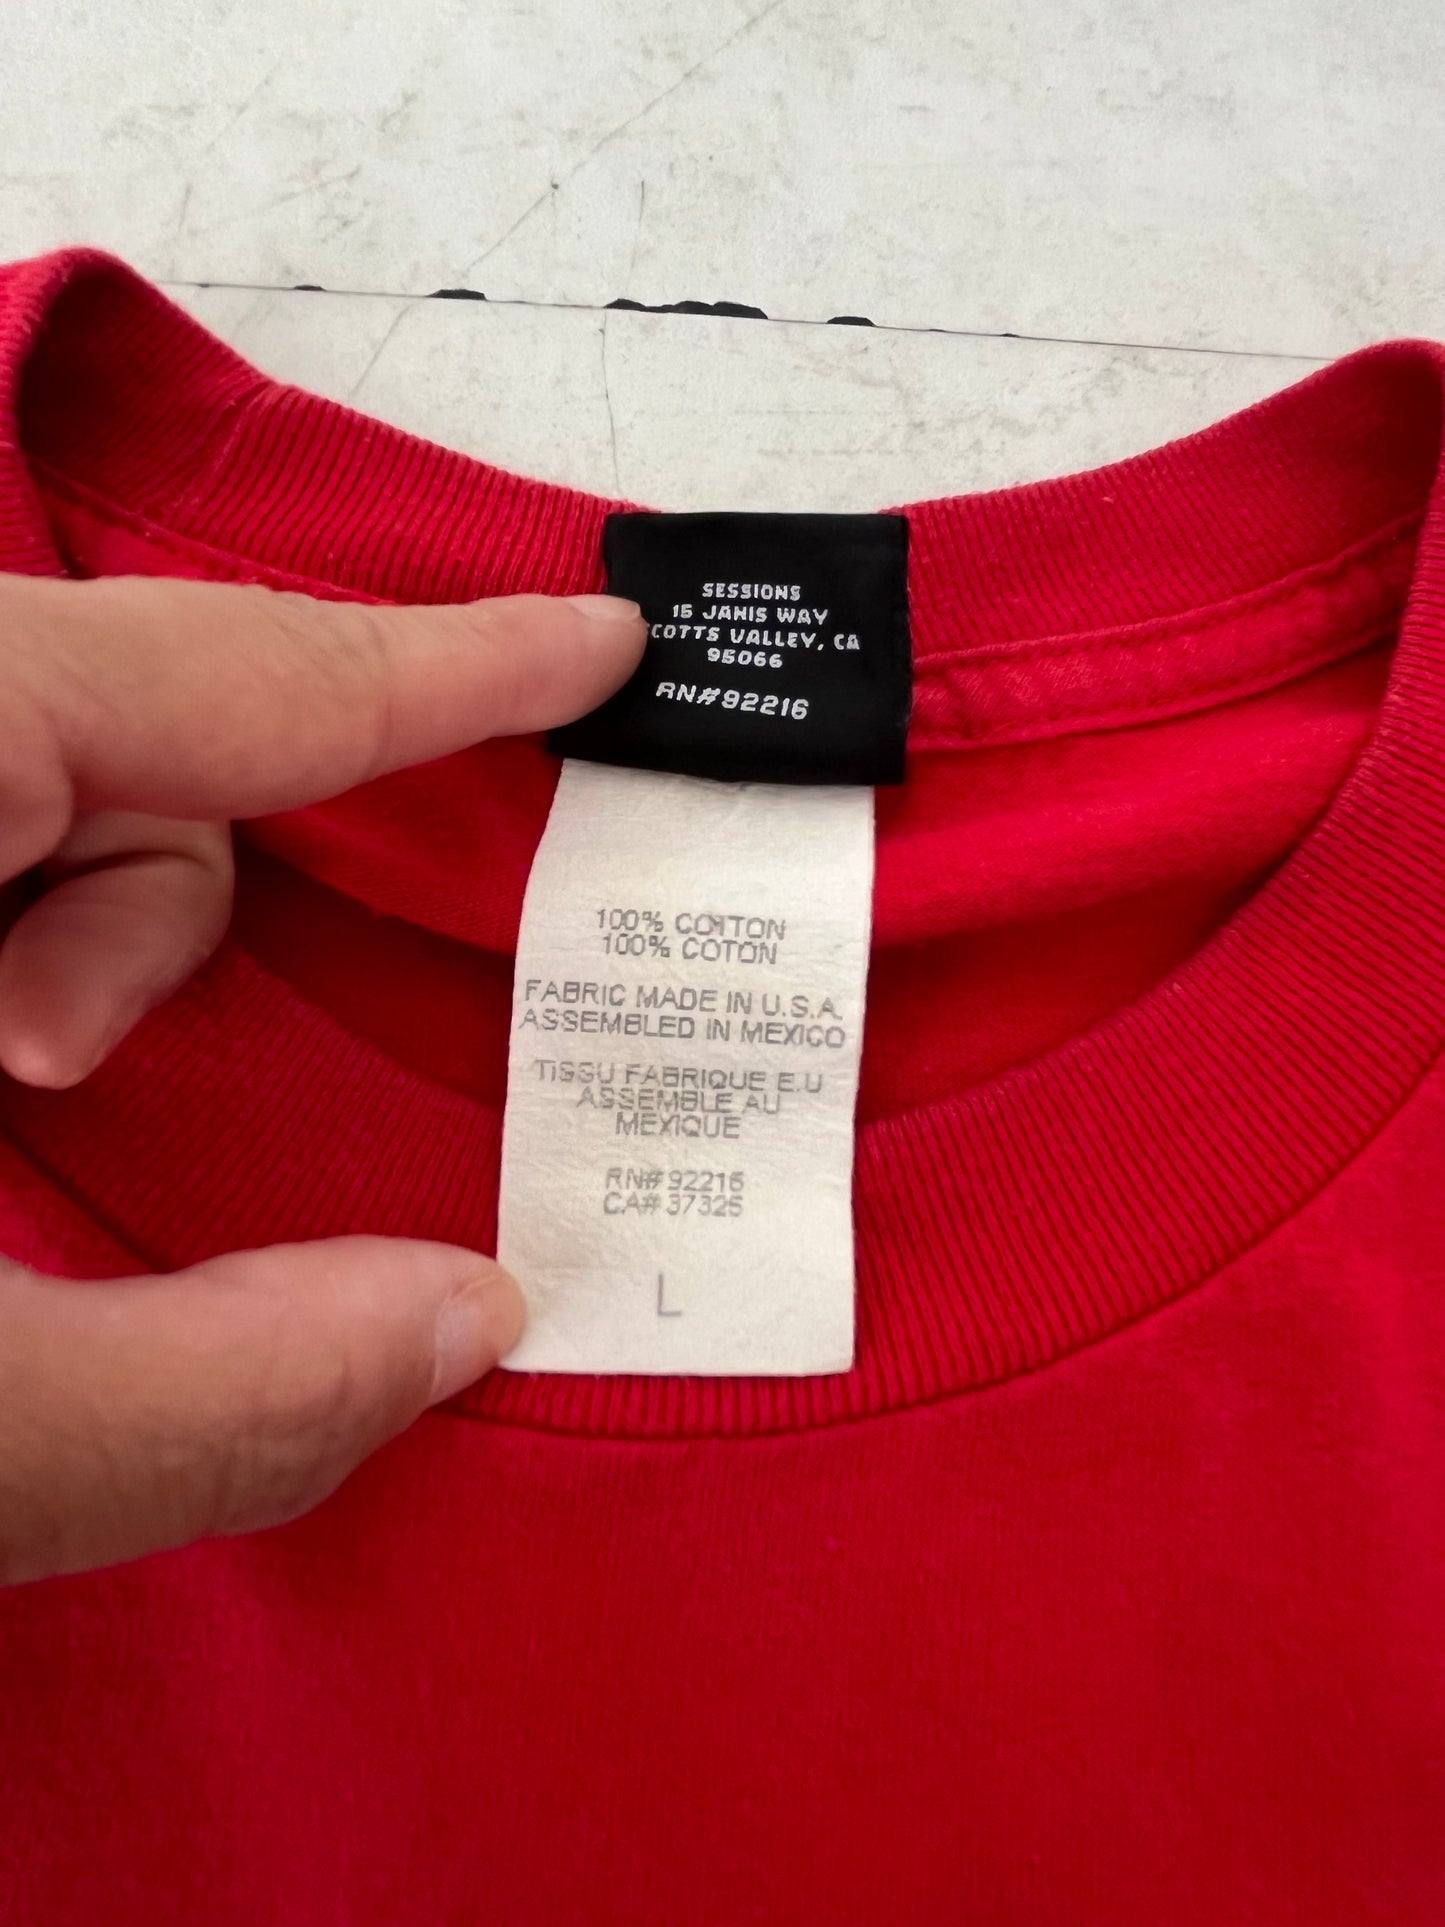 SESSIONS
15 JANIS WAY
SCOTTS VALLEY, CA
95066
RN#92216
100% COTTON
100% COTON
FABRIC MADE IN U.S.A.
ASSEMBLED IN MEXICO
TISSU FABRIQUE E.U
ASSEMBLE AU
MEXIQUE
RN# 92216
CA# 37325
L